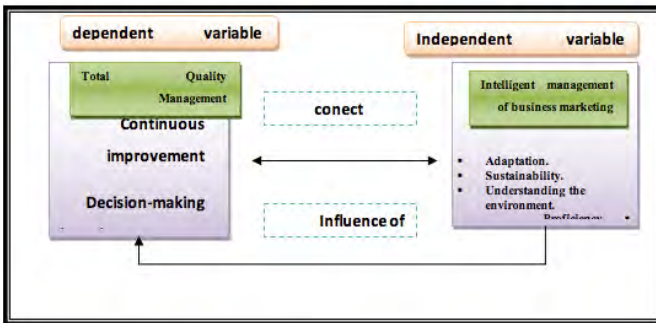 dependent variable
Independent variable
Total Quality
Management
Continuous
improvement
Decision-making
conect
Influence of
Intelligent management
of business marketing
• Adaptation.
• Sustainability.
• Understanding the
environment.
Proficiency •